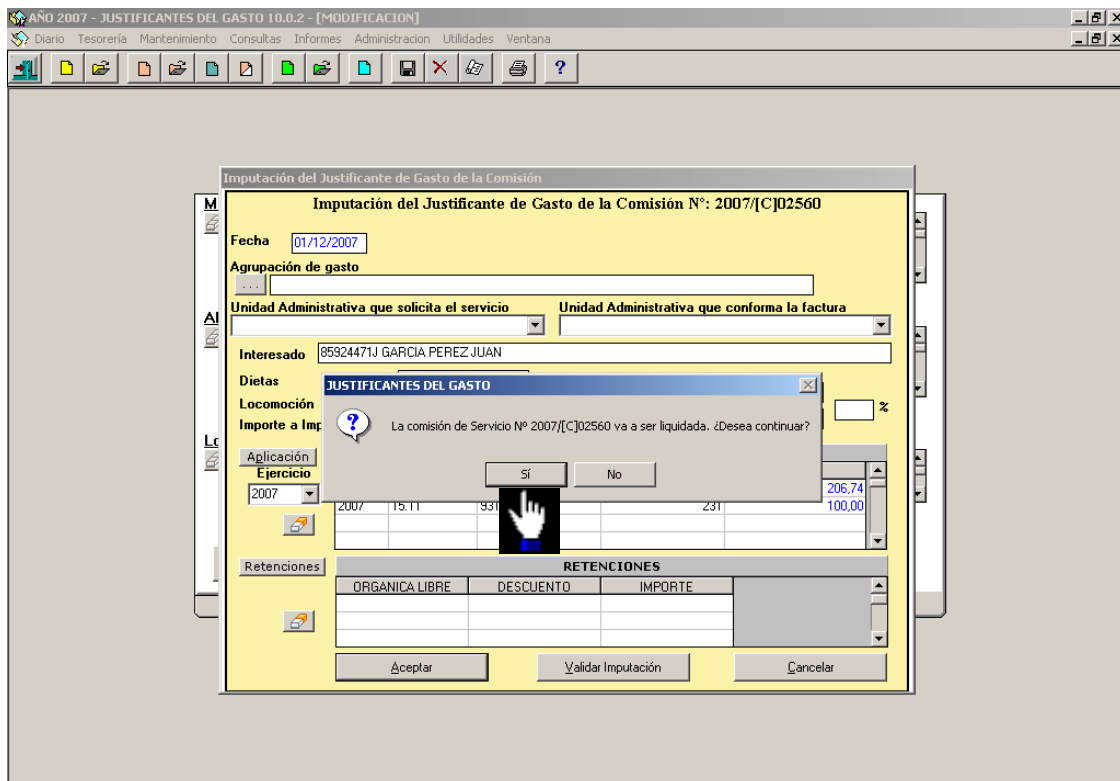 AÑO 2007 - JUSTIFICANTES DEL GASTO 10.0.2 - [MODIFICACION]
Diario Tesorería Mantenimiento Consultas Informes Administracion Utilidades Ventana
?
Imputación del Justificante de Gasto de la Comisión
Imputación del Justificante de Gasto de la Comisión Nº: 2007/[C]02560
M
Fecha 01/12/2007
Agrupación de gasto
...
Unidad Administrativa que solicita el servicio Unidad Administrativa que conforma la factura
Al
Interesado 85924471J GARCIA PEREZ JUAN
Dietas
JUSTIFICANTES DEL GASTO
Locomoción %
Importe a Imp
La comisión de Servicio Nº 2007/[C]02560 va a ser liquidada. ¿Desea continuar?
Lo
Aplicación
Ejercicio
Sí No
2007 206,74
2007 15.11 931 231 100,00
Retenciones RETENCIONES
ORGANICA LIBRE DESCUENTO IMPORTE
Aceptar Validar Imputación Cancelar